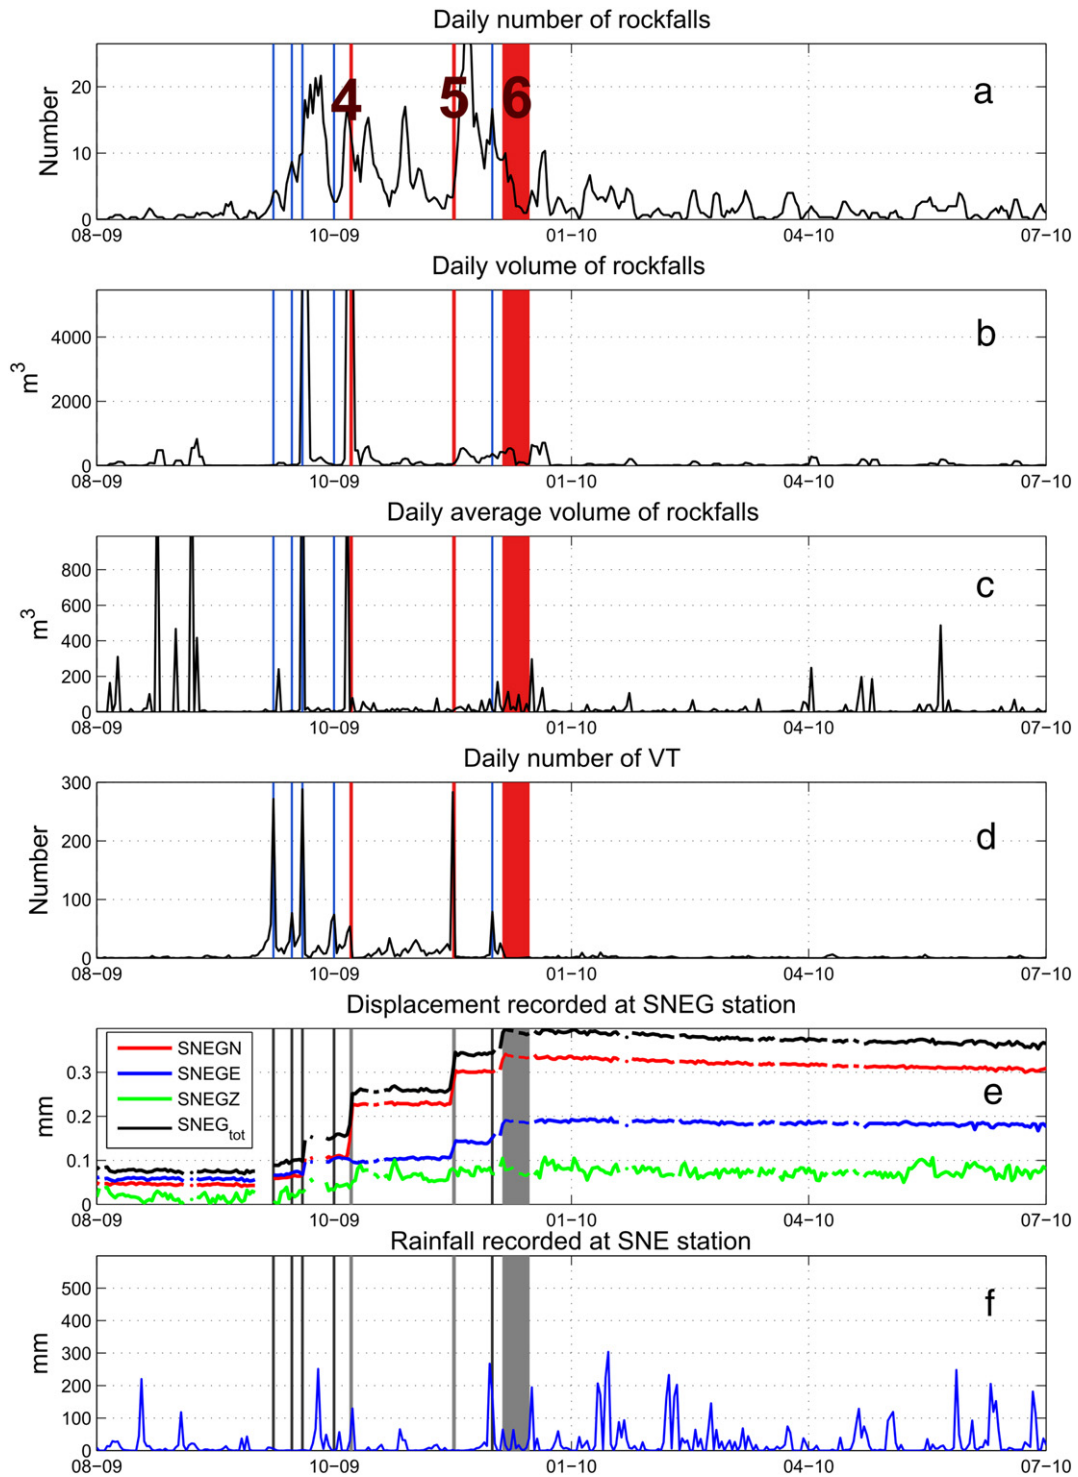 Daily number of rockfalls
Number
20
10
0
4
5
6
a
08-09 10-09 01-10 04-10 07-10
Daily volume of rockfalls
m³
4000
2000
0
b
08-09 10-09 01-10 04-10 07-10
Daily average volume of rockfalls
m³
800
600
400
200
0
c
08-09 10-09 01-10 04-10 07-10
Daily number of VT
Number
300
200
100
0
d
08-09 10-09 01-10 04-10 07-10
Displacement recorded at SNEG station
mm
0.3
0.2
0.1
0
SNEGN
SNEGE
SNEGZ
SNEG_tot
e
08-09 10-09 01-10 04-10 07-10
Rainfall recorded at SNE station
mm
500
400
300
200
100
0
f
08-09 10-09 01-10 04-10 07-10